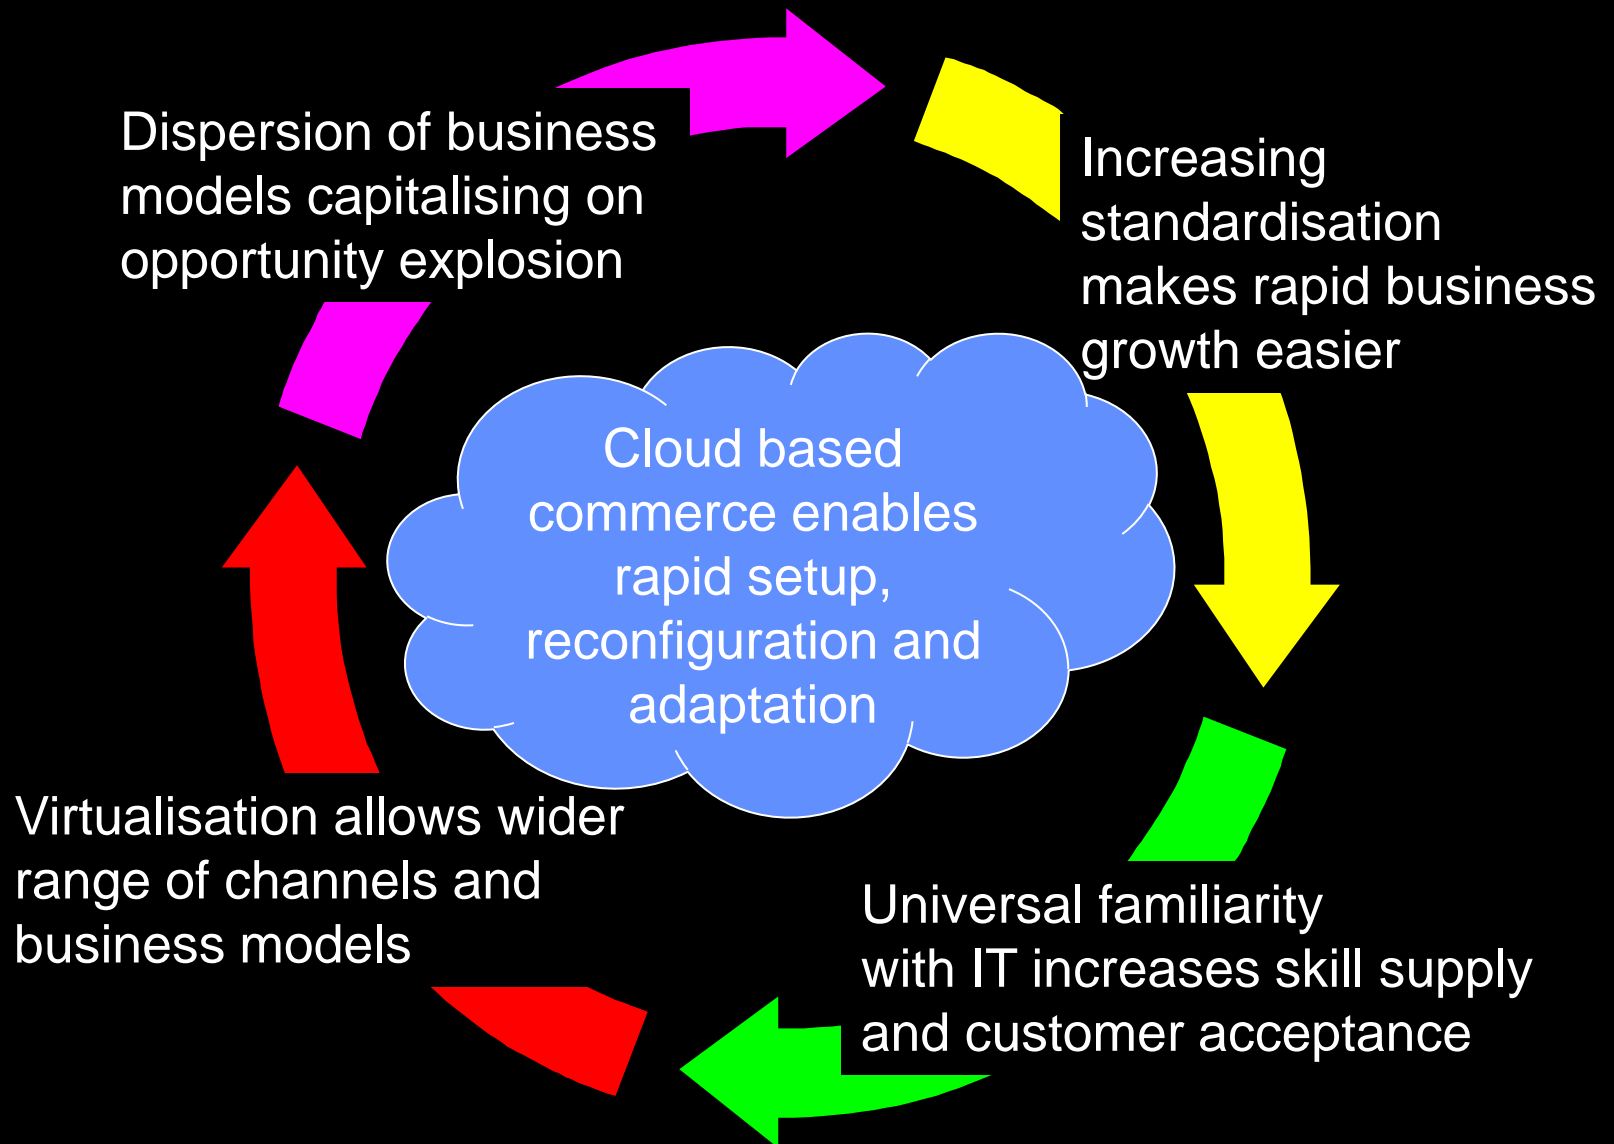 Dispersion of business
models capitalising on
opportunity explosion
Increasing
standardisation
makes rapid business
growth easier
Cloud based
commerce enables
rapid setup,
reconfiguration and
adaptation
Virtualisation allows wider
range of channels and
business models
Universal familiarity
with IT increases skill supply
and customer acceptance